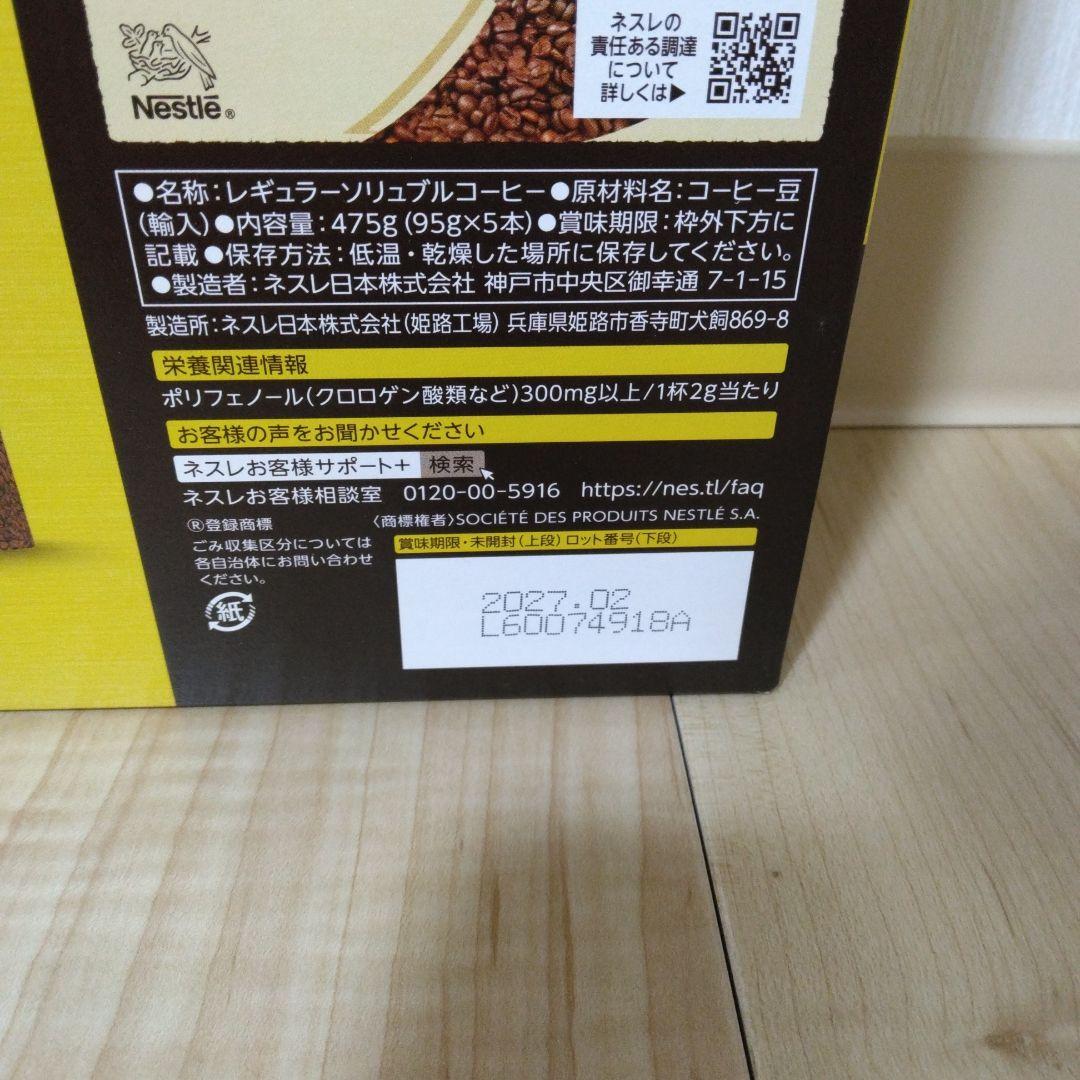 Nestlé®
ネスレの
責任ある調達
について
詳しくは▶
●名称：レギュラーソリュブルコーヒー●原材料名：コーヒー豆
(輸入)●内容量：475g(95g×5本)●賞味期限：枠外下方に
記載●保存方法：低温・乾燥した場所に保存してください。
●製造者：ネスレ日本株式会社 神戸市中央区御幸通 7-1-15
製造所：ネスレ日本株式会社(姫路工場) 兵庫県姫路市香寺町犬飼869-8
栄養関連情報
ポリフェノール(クロロゲン酸類など)300mg以上/1杯2g当たり
お客様の声をお聞かせください
ネスレお客様サポート+ 検索
ネスレお客様相談室 0120-00-5916 https://nes.tl/faq
®登録商標 〈商標権者〉SOCIÉTÉ DES PRODUITS NESTLÉ S.A.
ごみ収集区分については
各自治体にお問い合わせ
ください。
紙
賞味期限・未開封(上段) ロット番号(下段)
2027.02
L60074918A